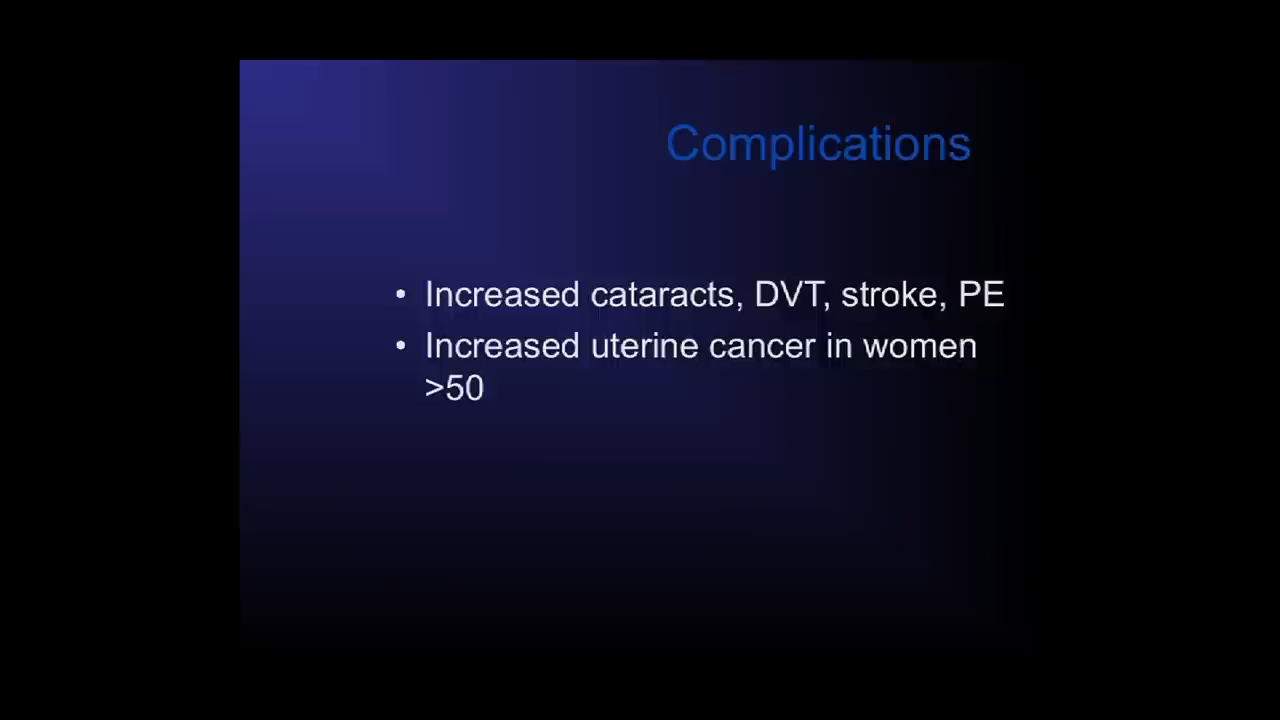 Complications
• Increased cataracts, DVT, stroke, PE
• Increased uterine cancer in women
>50